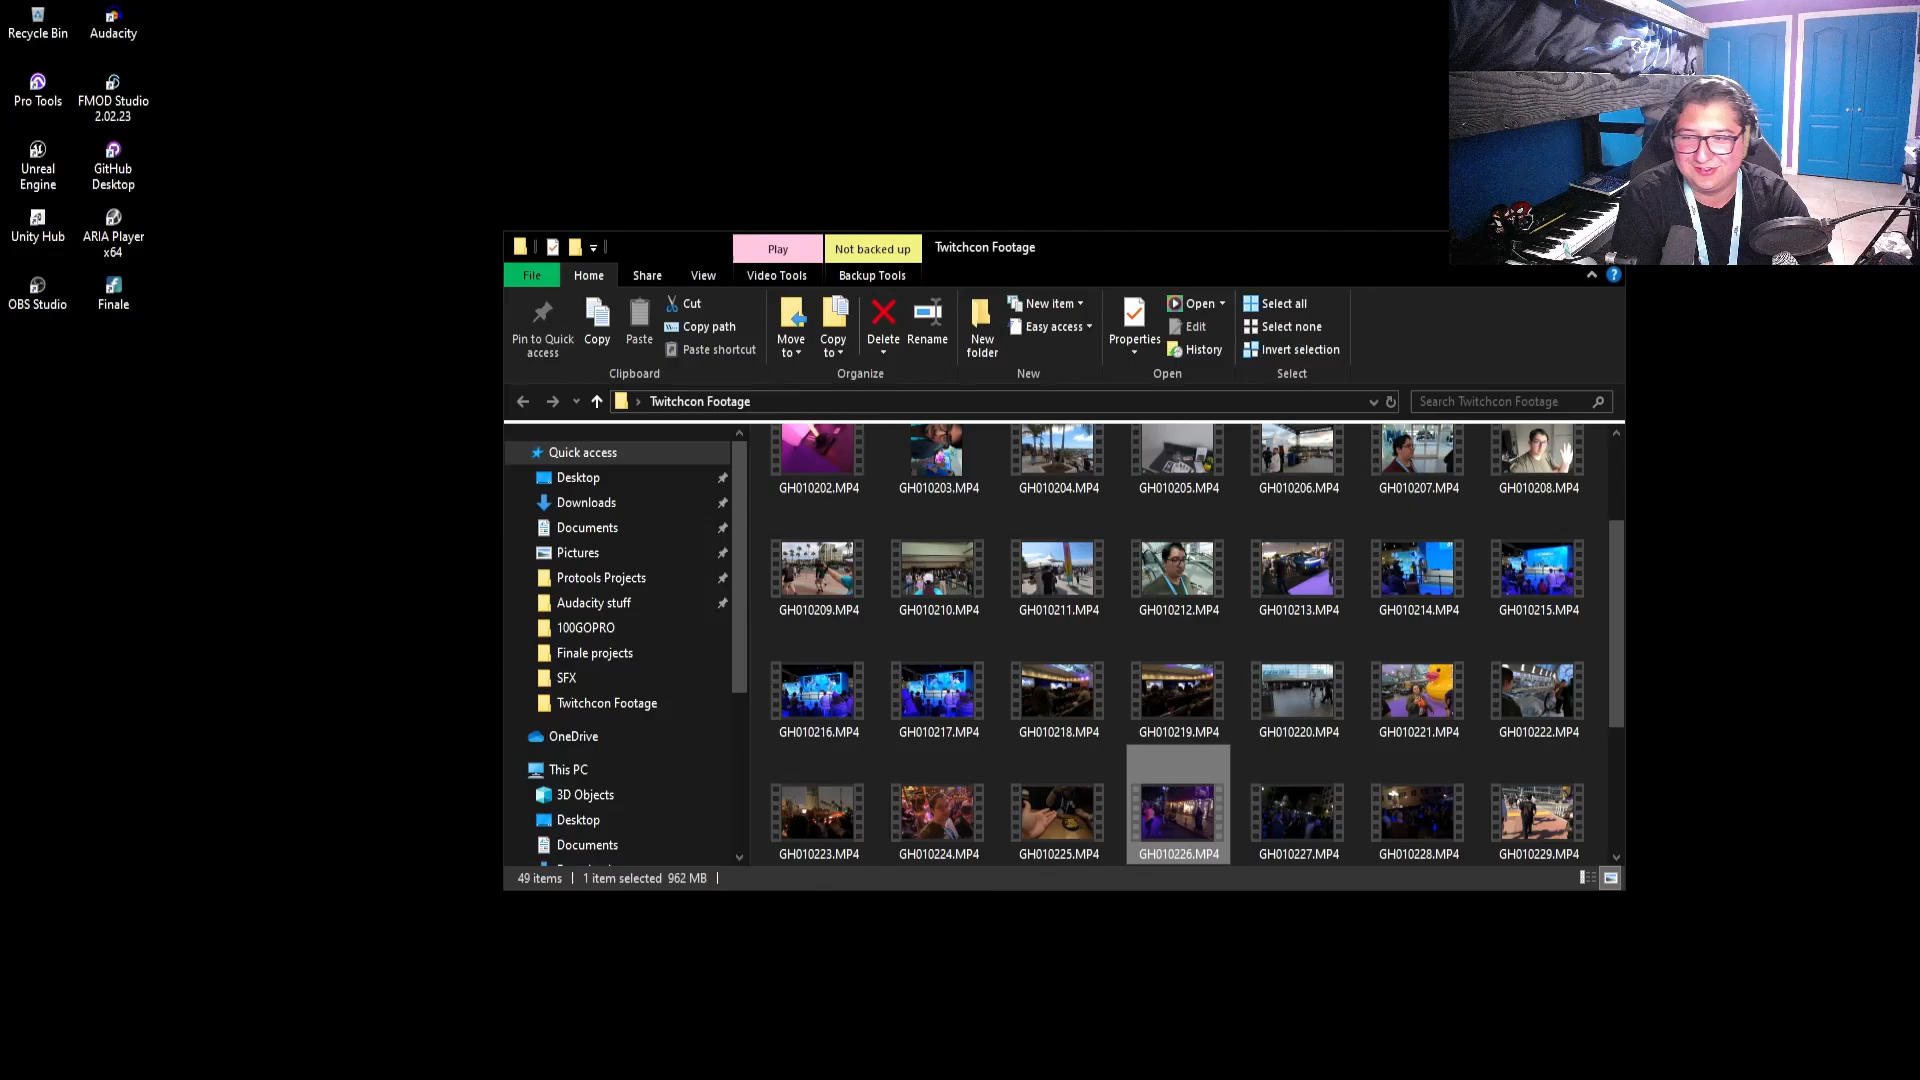 Recycle Bin
Audacity
Pro Tools
FMOD Studio
2.02.23
Unreal
Engine
GitHub
Desktop
Unity Hub
ARIA Player
x64
OBS Studio
Finale
Play
Not backed up
Twitchcon Footage
File
Home
Share
View
Video Tools
Backup Tools
Pin to Quick
access
Copy
Paste
Cut
Copy path
Paste shortcut
Clipboard
Move
to
Copy
to
Delete
Rename
Organize
New
folder
New item
Easy access
New
Properties
Open
Edit
History
Open
Select all
Select none
Invert selection
Select
Twitchcon Footage
Search Twitchcon Footage
Quick access
Desktop
Downloads
Documents
Pictures
Protools Projects
Audacity stuff
100GOPRO
Finale projects
SFX
Twitchcon Footage
OneDrive
This PC
3D Objects
Desktop
Documents
GH010202.MP4
GH010203.MP4
GH010204.MP4
GH010205.MP4
GH010206.MP4
GH010207.MP4
GH010208.MP4
GH010209.MP4
GH010210.MP4
GH010211.MP4
GH010212.MP4
GH010213.MP4
GH010214.MP4
GH010215.MP4
GH010216.MP4
GH010217.MP4
GH010218.MP4
GH010219.MP4
GH010220.MP4
GH010221.MP4
GH010222.MP4
GH010223.MP4
GH010224.MP4
GH010225.MP4
GH010226.MP4
GH010227.MP4
GH010228.MP4
GH010229.MP4
49 items
1 item selected 962 MB